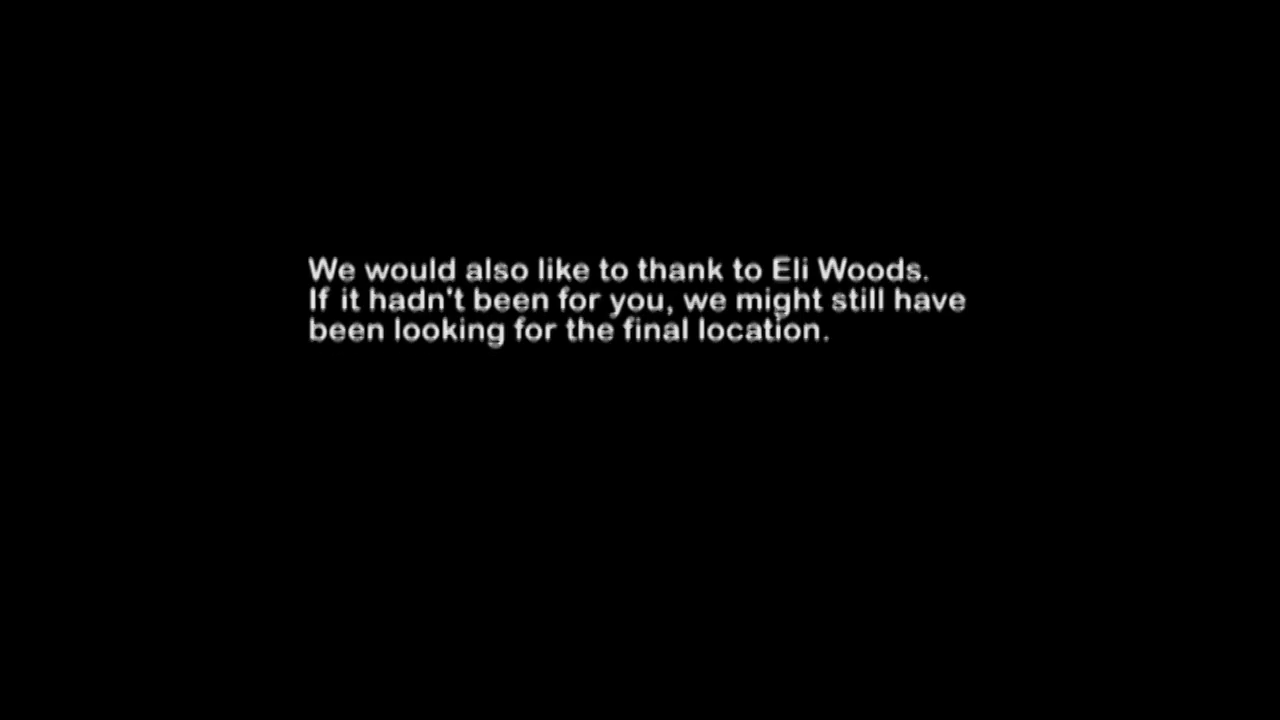 We would also like to thank to Eli Woods.
If it hadn't been for you, we might still have
been looking for the final location.